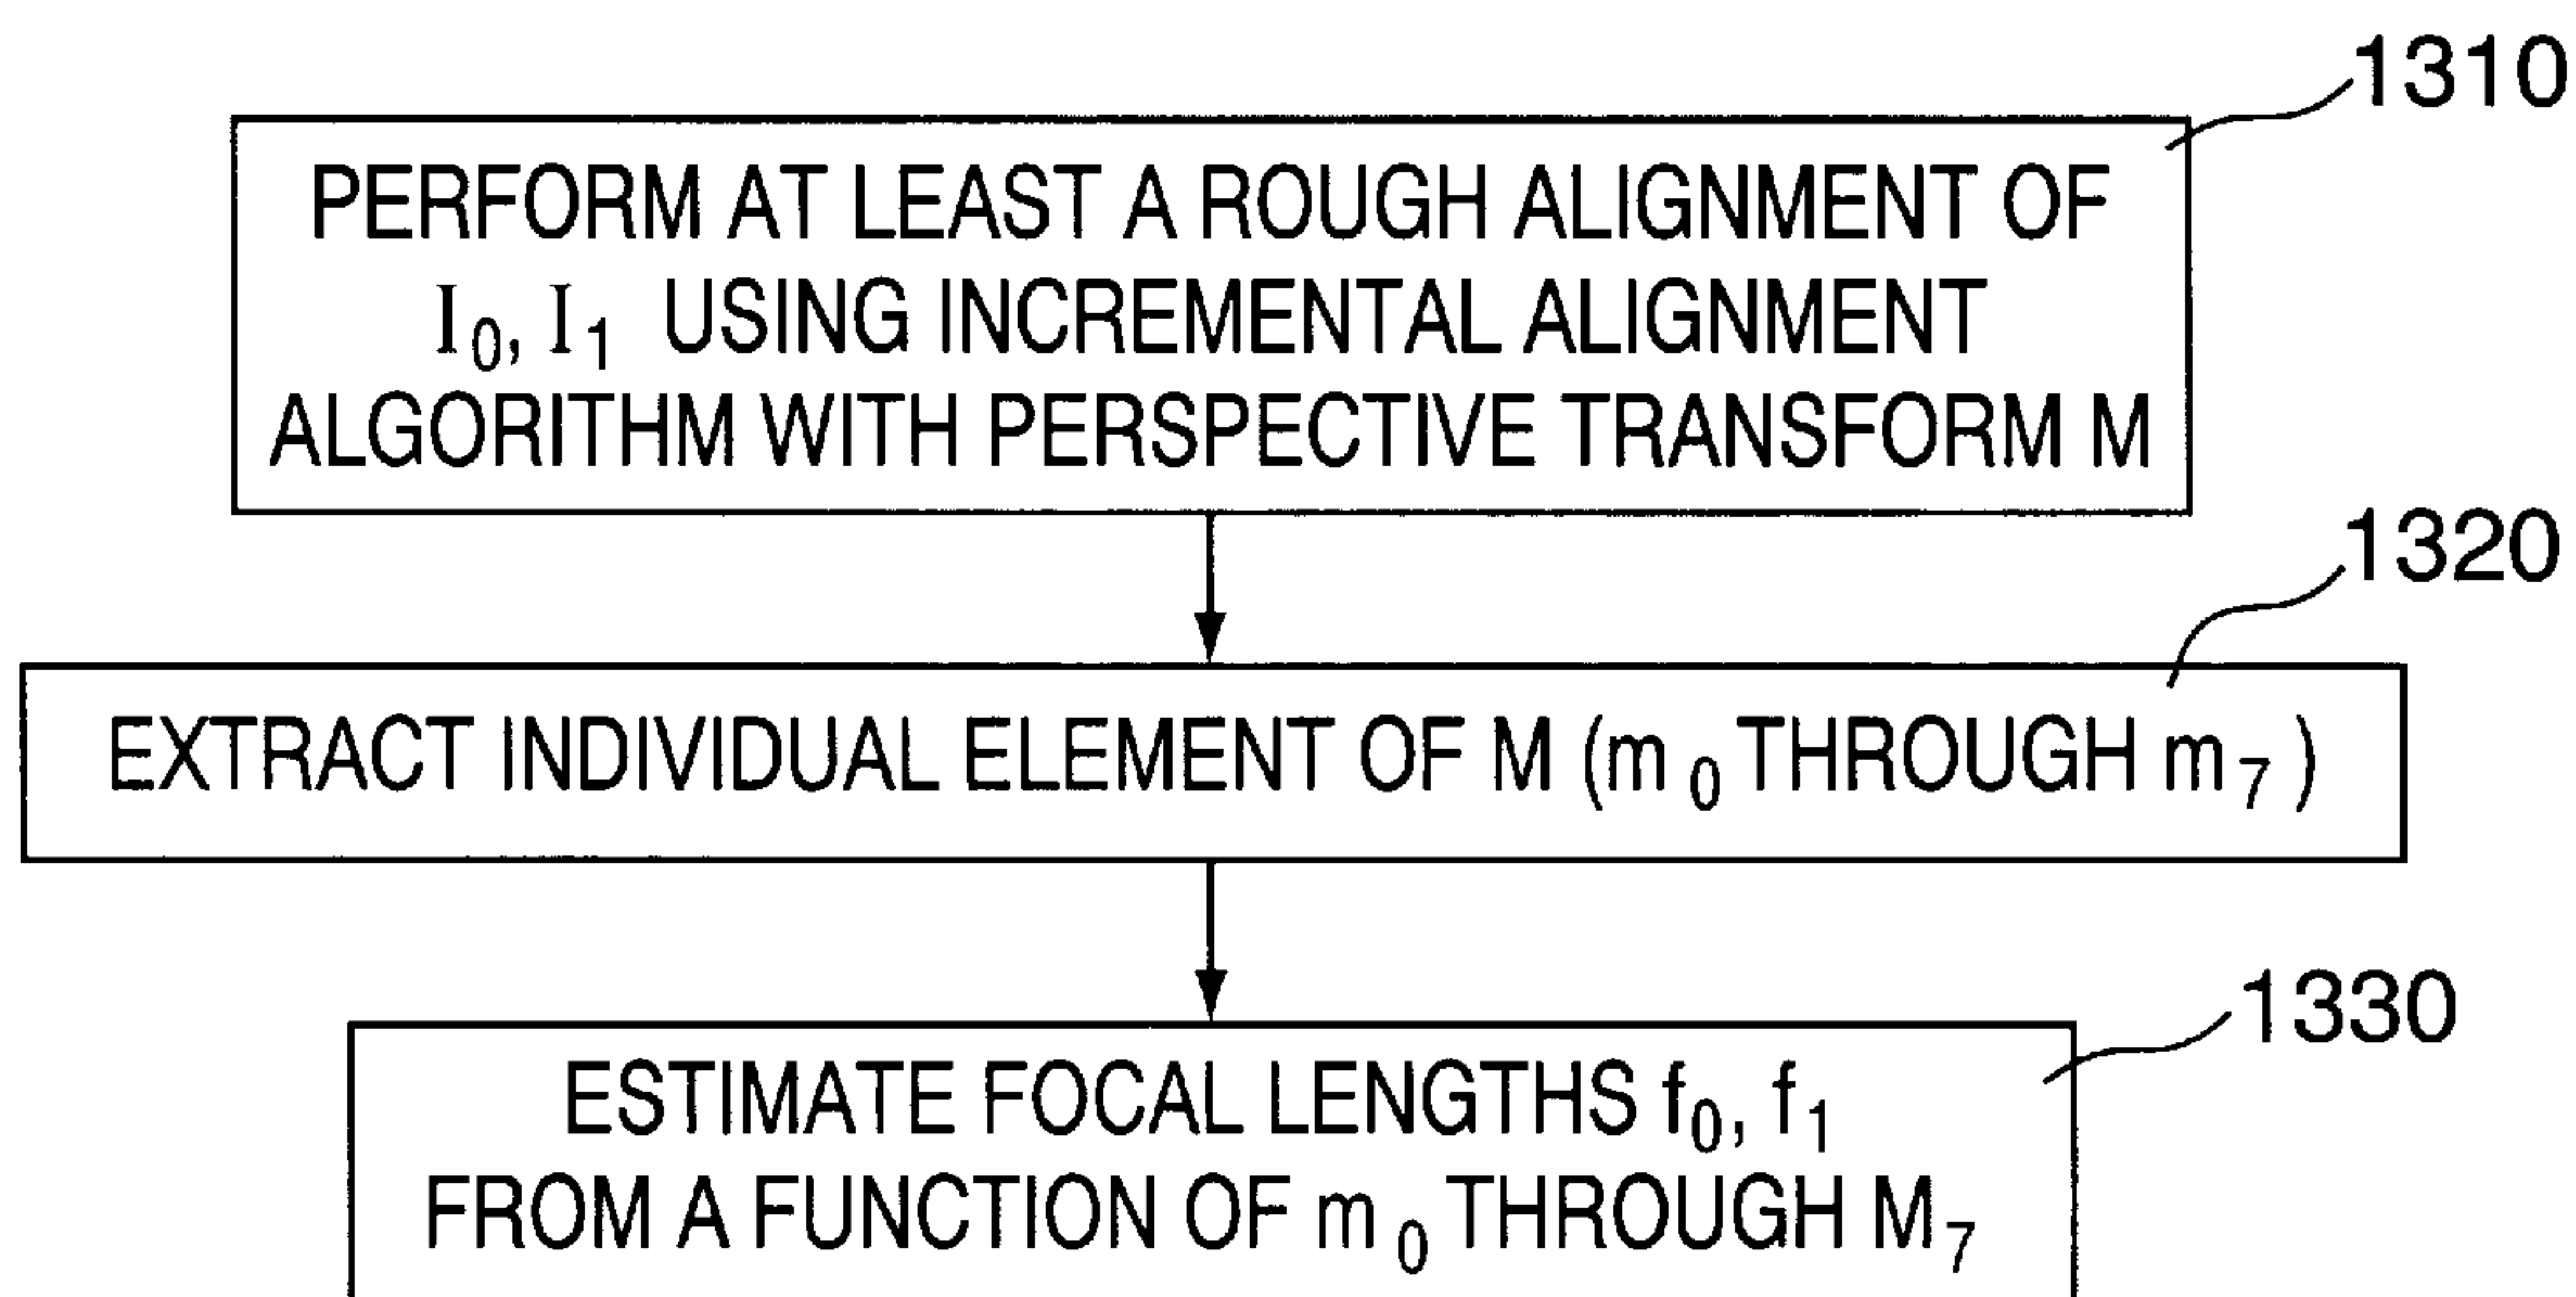 1310
PERFORM AT LEAST A ROUGH ALIGNMENT OF
I₀, I₁ USING INCREMENTAL ALIGNMENT
ALGORITHM WITH PERSPECTIVE TRANSFORM M
1320
EXTRACT INDIVIDUAL ELEMENT OF M (m₀ THROUGH m₇)
1330
ESTIMATE FOCAL LENGTHS f₀, f₁
FROM A FUNCTION OF m₀ THROUGH M₇